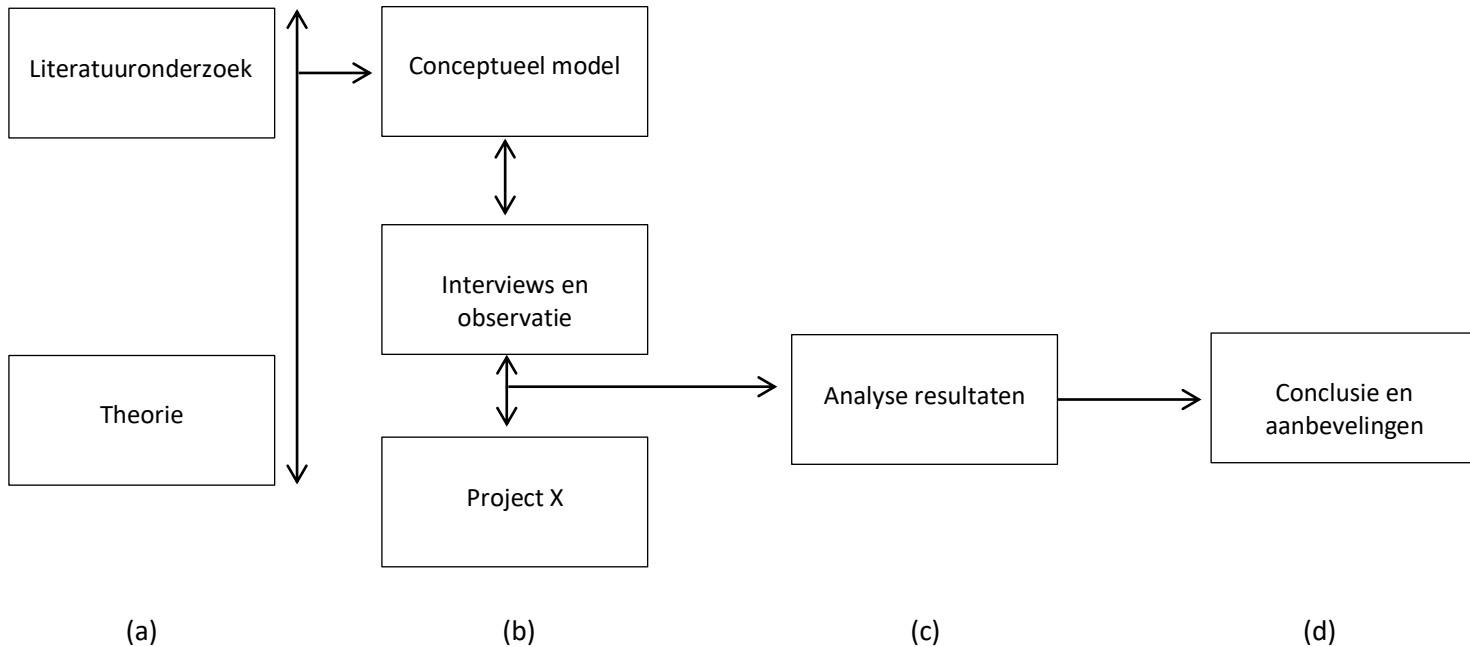 Literatuuronderzoek
Theorie
Conceptueel model
Interviews en
observatie
Project X
Analyse resultaten
Conclusie en
aanbevelingen
(a)
(b)
(c)
(d)